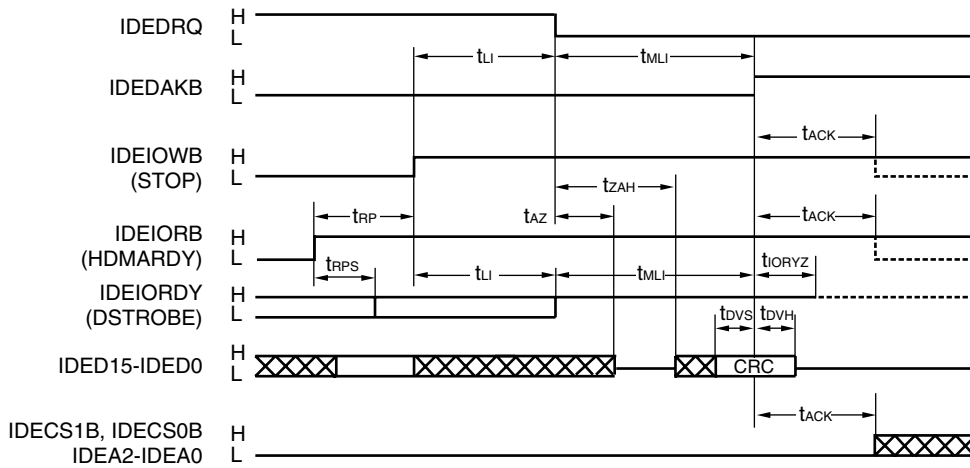 IDEDRQ H
L
tLI tMLI
IDEDAKB H
L
tACK
IDEIOWB H
(STOP) L
tZAH
tRP tAZ tACK
IDEIORB H
(HDMARDY) L
tRPS tLI tMLI tIORYZ
IDEIORDY H
(DSTROBE) L
tDVS tDVH
IDED15-IDED0 H
L
CRC
tACK
IDECS1B, IDECS0B H
IDEA2-IDEA0 L